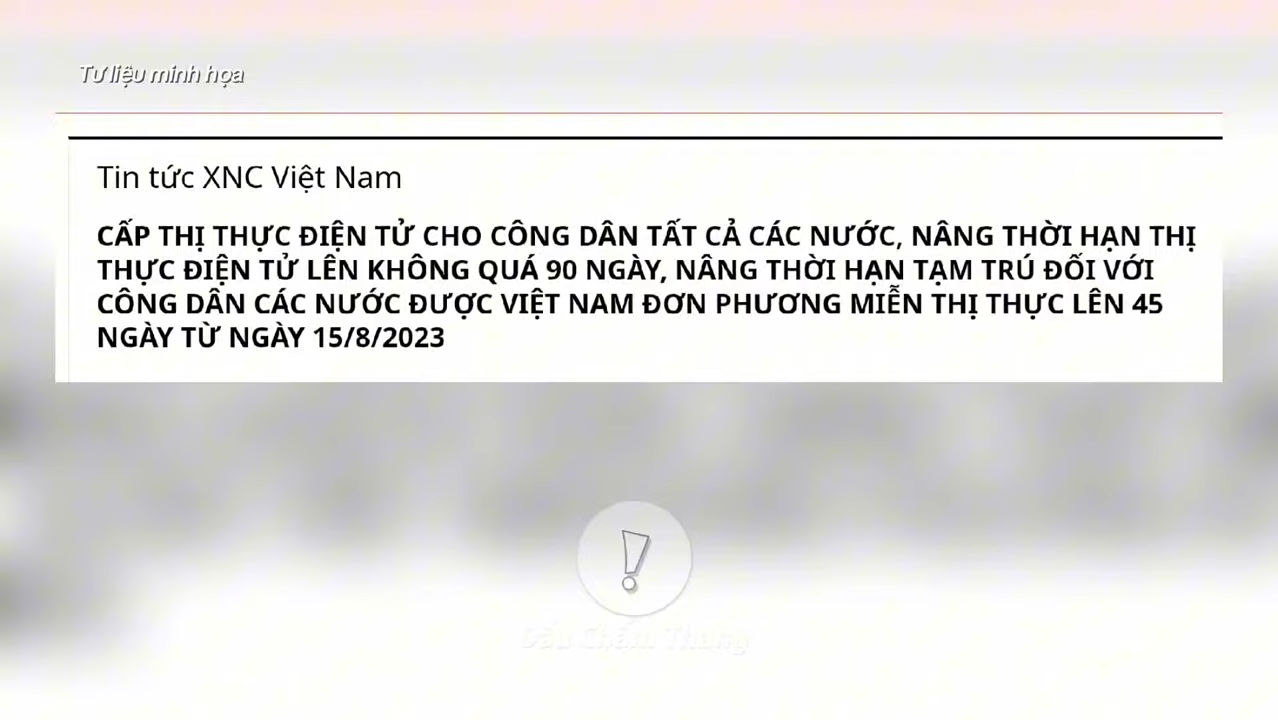 Tư liệu minh họa
Tin tức XNC Việt Nam
CẤP THỊ THỰC ĐIỆN TỬ CHO CÔNG DÂN TẤT CẢ CÁC NƯỚC, NÂNG THỜI HẠN THỊ
THỰC ĐIỆN TỬ LÊN KHÔNG QUÁ 90 NGÀY, NÂNG THỜI HẠN TẠM TRÚ ĐỐI VỚI
CÔNG DÂN CÁC NƯỚC ĐƯỢC VIỆT NAM ĐƠN PHƯƠNG MIỄN THỊ THỰC LÊN 45
NGÀY TỪ NGÀY 15/8/2023
!
Dấu Chấm Than